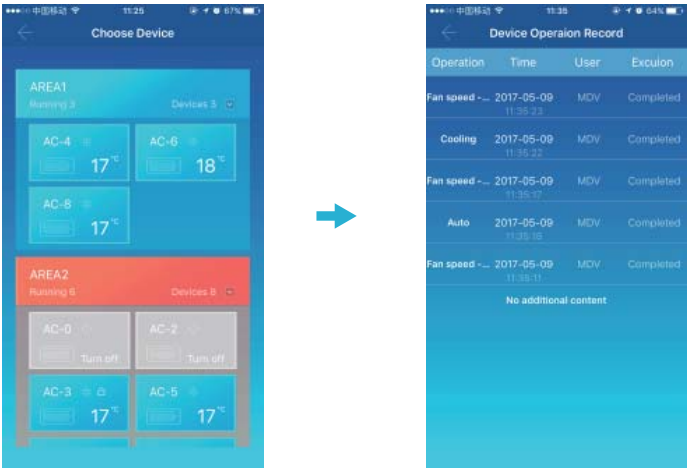 中国移动 11:25 67%
Choose Device
AREA1
Running 3 Devices 3
AC-4 AC-6
17°C 18°C
AC-8
17°C
AREA2
Running 6 Devices 8
AC-0 AC-2
Turn off Turn off
AC-3 AC-5
17°C 17°C
中国移动 11:35 64%
Device Operaion Record
Operation Time User Excuion
Fan speed -... 2017-05-09 MDV Completed
11:35:23
Cooling 2017-05-09 MDV Completed
11:35:22
Fan speed -... 2017-05-09 MDV Completed
11:35:17
Auto 2017-05-09 MDV Completed
11:35:16
Fan speed -... 2017-05-09 MDV Completed
11:35:11
No additional content